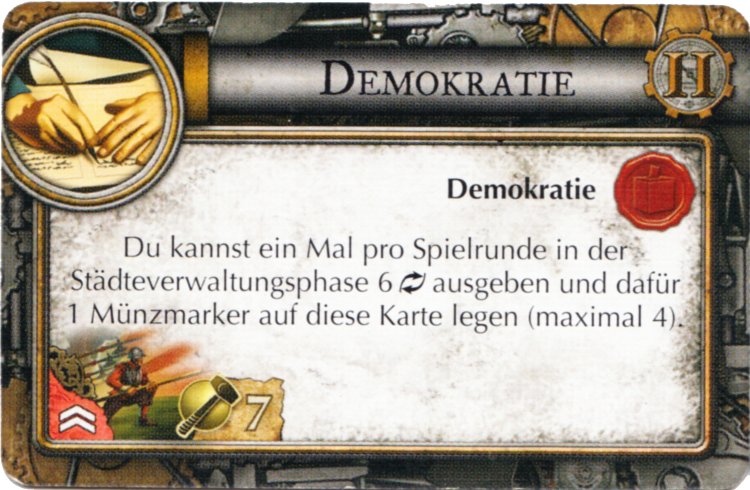 DEMOKRATIE
II
Demokratie
Du kannst ein Mal pro Spielrunde in der
Städteverwaltungsphase 6 ausgeben und dafür
1 Münzmarker auf diese Karte legen (maximal 4).
7